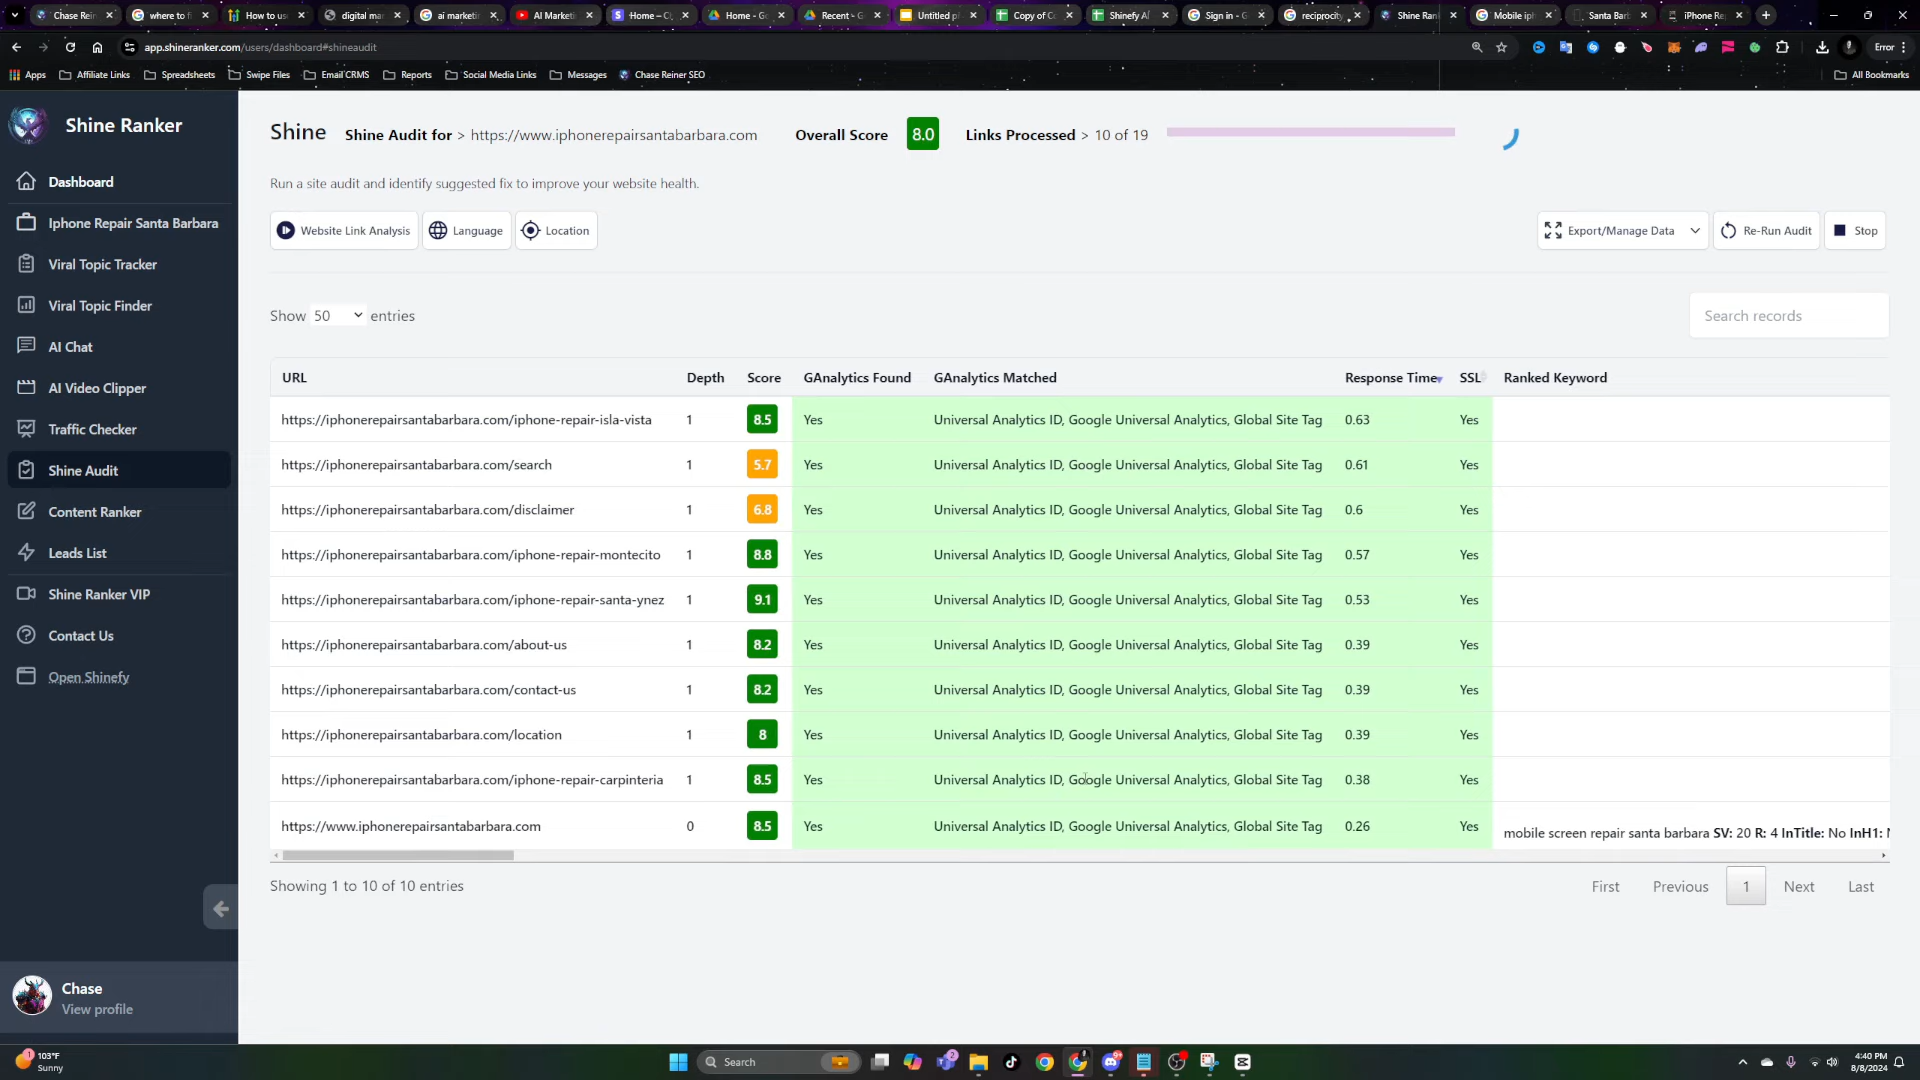 Chase Rein
where to f
How to us
digital ma
ai marketi
AI Marketi
Home – C
Home - G
Recent - G
Untitled p
Copy of C
Shinefy AI
Sign in - G
reciprocity
Shine Ran
Mobile iph
Santa Barb
iPhone Re
app.shineranker.com/users/dashboard#shineaudit
Error
Apps
Affiliate Links
Spreadsheets
Swipe Files
Email CRMS
Reports
Social Media Links
Messages
Chase Reiner SEO
All Bookmarks
Shine Ranker
Dashboard
Iphone Repair Santa Barbara
Viral Topic Tracker
Viral Topic Finder
AI Chat
AI Video Clipper
Traffic Checker
Shine Audit
Content Ranker
Leads List
Shine Ranker VIP
Contact Us
Open Shinefy
Chase
View profile
Shine Shine Audit for > https://www.iphonerepairsantabarbara.com Overall Score 8.0 Links Processed > 10 of 19
Run a site audit and identify suggested fix to improve your website health.
Website Link Analysis Language Location Export/Manage Data Re-Run Audit Stop
Show 50 entries Search records
URL Depth Score GAnalytics Found GAnalytics Matched Response Time SSL Ranked Keyword
https://iphonerepairsantabarbara.com/iphone-repair-isla-vista 1 8.5 Yes Universal Analytics ID, Google Universal Analytics, Global Site Tag 0.63 Yes
https://iphonerepairsantabarbara.com/search 1 5.7 Yes Universal Analytics ID, Google Universal Analytics, Global Site Tag 0.61 Yes
https://iphonerepairsantabarbara.com/disclaimer 1 6.8 Yes Universal Analytics ID, Google Universal Analytics, Global Site Tag 0.6 Yes
https://iphonerepairsantabarbara.com/iphone-repair-montecito 1 8.8 Yes Universal Analytics ID, Google Universal Analytics, Global Site Tag 0.57 Yes
https://iphonerepairsantabarbara.com/iphone-repair-santa-ynez 1 9.1 Yes Universal Analytics ID, Google Universal Analytics, Global Site Tag 0.53 Yes
https://iphonerepairsantabarbara.com/about-us 1 8.2 Yes Universal Analytics ID, Google Universal Analytics, Global Site Tag 0.39 Yes
https://iphonerepairsantabarbara.com/contact-us 1 8.2 Yes Universal Analytics ID, Google Universal Analytics, Global Site Tag 0.39 Yes
https://iphonerepairsantabarbara.com/location 1 8 Yes Universal Analytics ID, Google Universal Analytics, Global Site Tag 0.39 Yes
https://iphonerepairsantabarbara.com/iphone-repair-carpinteria 1 8.5 Yes Universal Analytics ID, Google Universal Analytics, Global Site Tag 0.38 Yes
https://www.iphonerepairsantabarbara.com 0 8.5 Yes Universal Analytics ID, Google Universal Analytics, Global Site Tag 0.26 Yes mobile screen repair santa barbara SV: 20 R: 4 InTitle: No InH1:
Showing 1 to 10 of 10 entries First Previous 1 Next Last
103°F
Sunny
Search
4:40 PM
8/8/2024